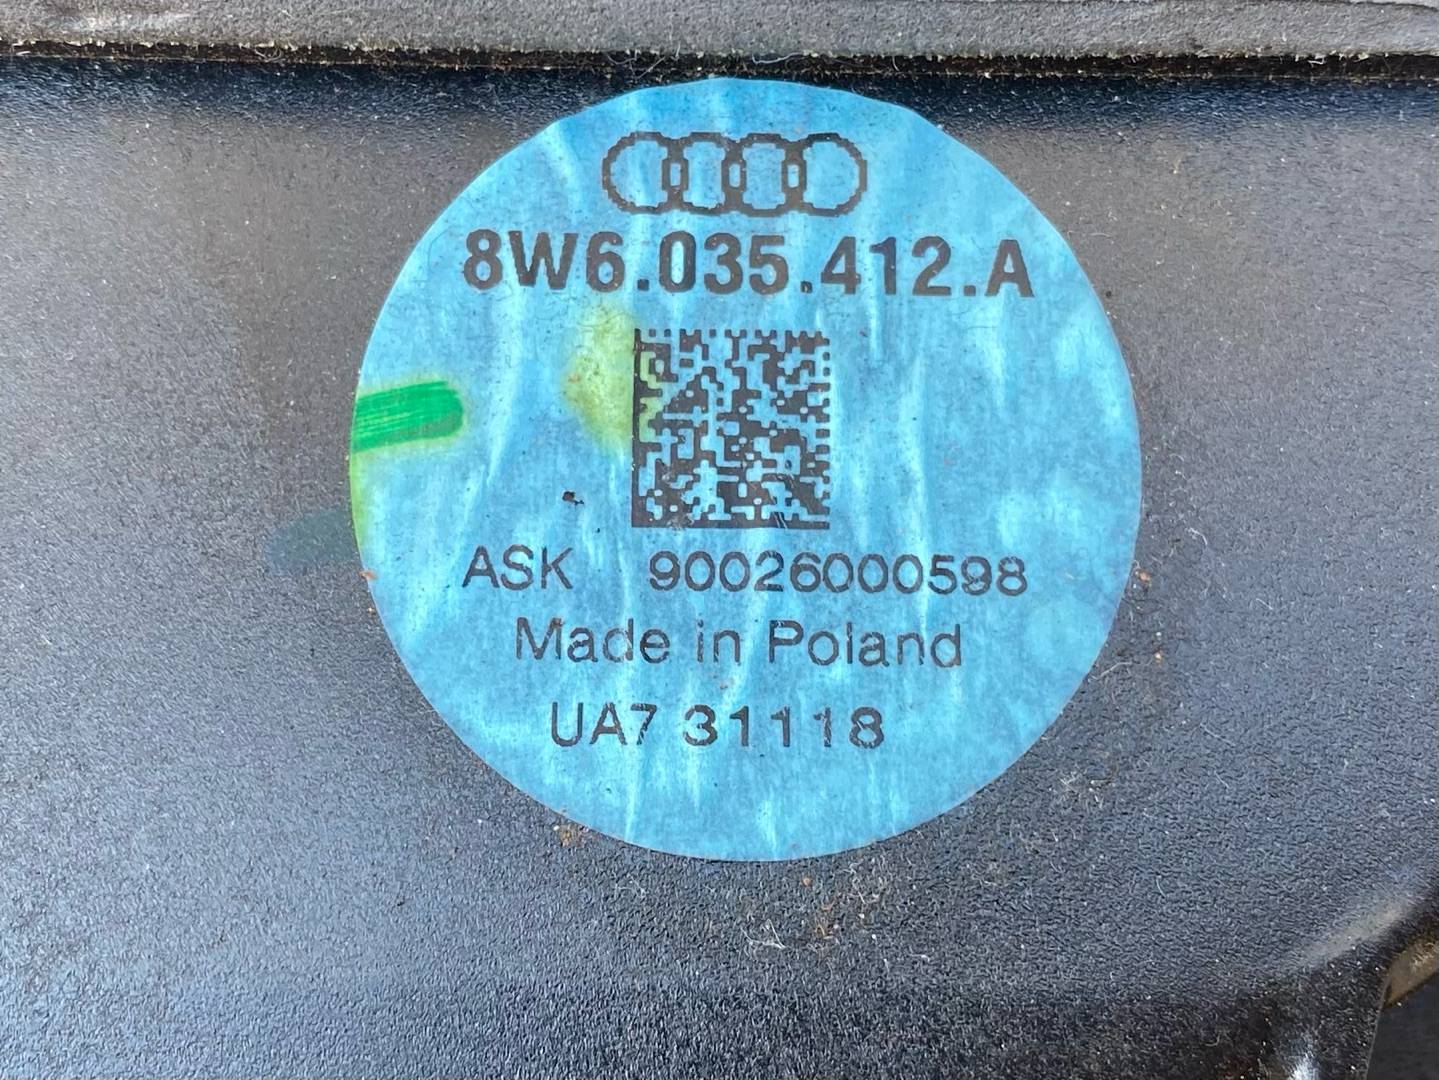 8W6.035.412.A
ASK 90026000598
Made in Poland
UA7 31118